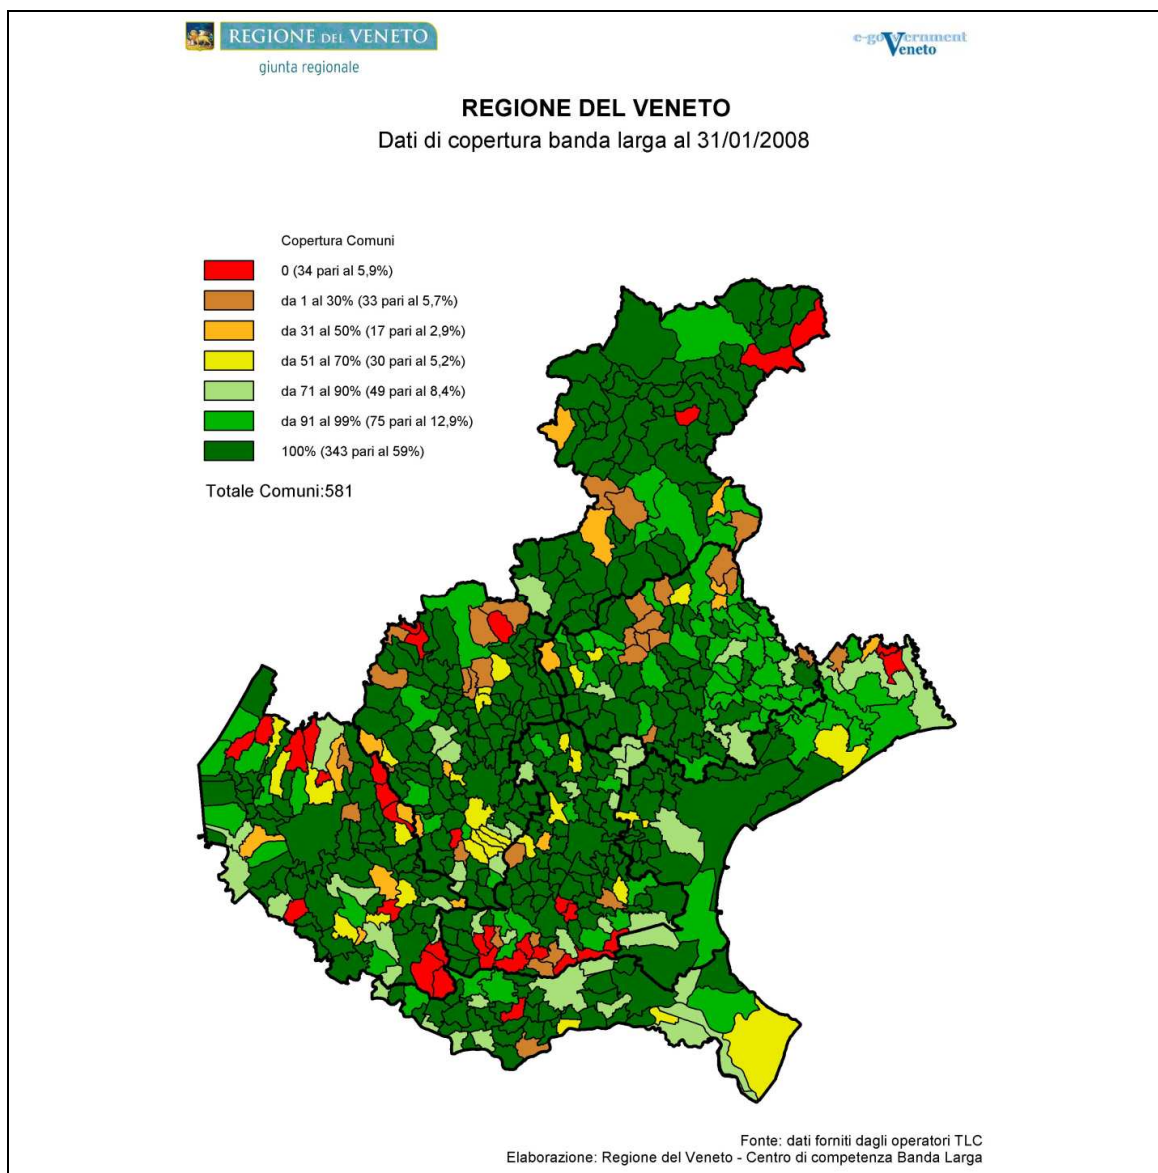 REGIONE DEL VENETO
giunta regionale
e-government
Veneto
REGIONE DEL VENETO
Dati di copertura banda larga al 31/01/2008
Copertura Comuni
0 (34 pari al 5,9%)
da 1 al 30% (33 pari al 5,7%)
da 31 al 50% (17 pari al 2,9%)
da 51 al 70% (30 pari al 5,2%)
da 71 al 90% (49 pari al 8,4%)
da 91 al 99% (75 pari al 12,9%)
100% (343 pari al 59%)
Totale Comuni:581
Fonte: dati forniti dagli operatori TLC
Elaborazione: Regione del Veneto - Centro di competenza Banda Larga